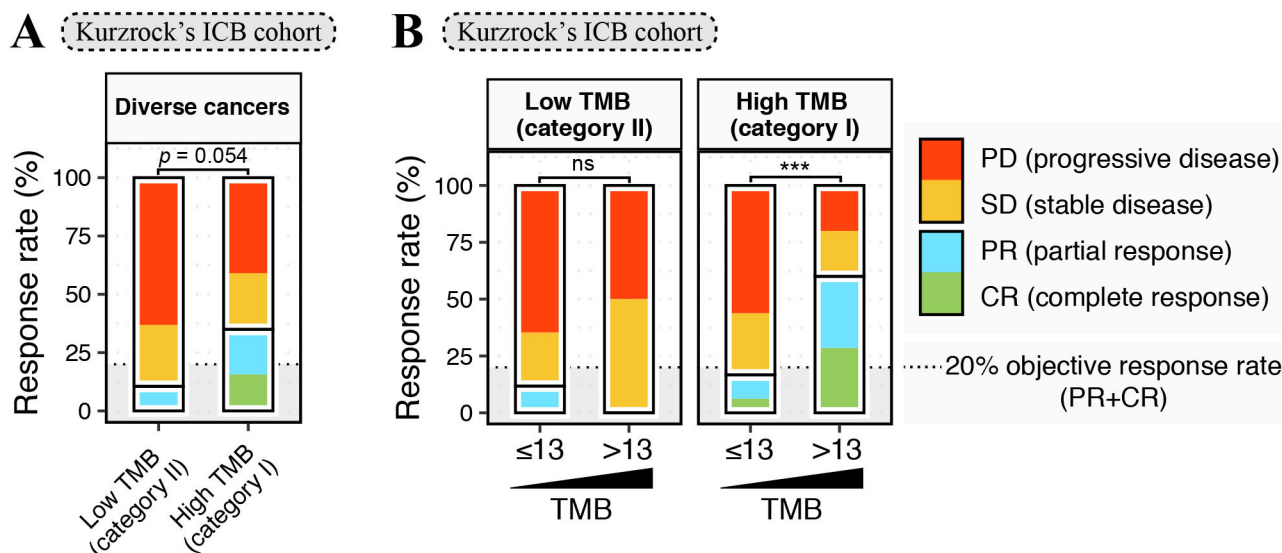 A
Kurzrock's ICB cohort
Diverse cancers
p = 0.054
Response rate (%)
100
75
50
25
0
Low TMB
(category II)
High TMB
(category I)
B
Kurzrock's ICB cohort
Low TMB
(category II)
High TMB
(category I)
ns
***
Response rate (%)
100
75
50
25
0
≤13
>13
≤13
>13
TMB
TMB
PD (progressive disease)
SD (stable disease)
PR (partial response)
CR (complete response)
20% objective response rate
(PR+CR)